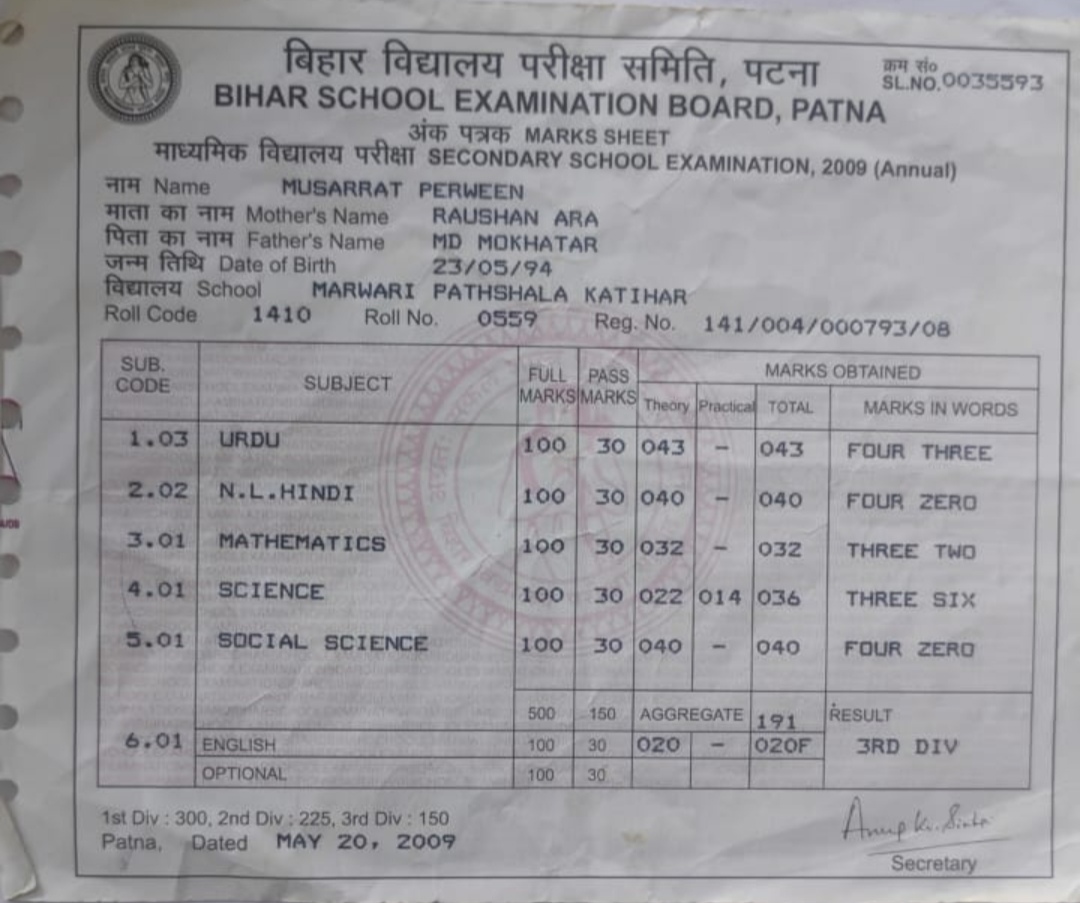 बिहार विद्यालय परीक्षा समिति, पटना
क्रम सं०
SL.NO.0035593
BIHAR SCHOOL EXAMINATION BOARD, PATNA
अंक पत्रक MARKS SHEET
माध्यमिक विद्यालय परीक्षा SECONDARY SCHOOL EXAMINATION, 2009 (Annual)
नाम Name MUSARRAT PERWEEN
माता का नाम Mother's Name RAUSHAN ARA
पिता का नाम Father's Name MD MOKHATAR
जन्म तिथि Date of Birth 23/05/94
विद्यालय School MARWARI PATHSHALA KATIHAR
Roll Code 1410 Roll No. 0559 Reg. No. 141/004/000793/08
SUB. CODE SUBJECT FULL MARKS PASS MARKS MARKS OBTAINED
Theory Practical TOTAL MARKS IN WORDS
1.03 URDU 100 30 043 - 043 FOUR THREE
2.02 N.L.HINDI 100 30 040 - 040 FOUR ZERO
3.01 MATHEMATICS 100 30 032 - 032 THREE TWO
4.01 SCIENCE 100 30 022 014 036 THREE SIX
5.01 SOCIAL SCIENCE 100 30 040 - 040 FOUR ZERO
500 150 AGGREGATE 191 RESULT
6.01 ENGLISH 100 30 020 - 020F 3RD DIV
OPTIONAL 100 30
1st Div : 300, 2nd Div : 225, 3rd Div : 150
Patna, Dated MAY 20, 2009
Secretary